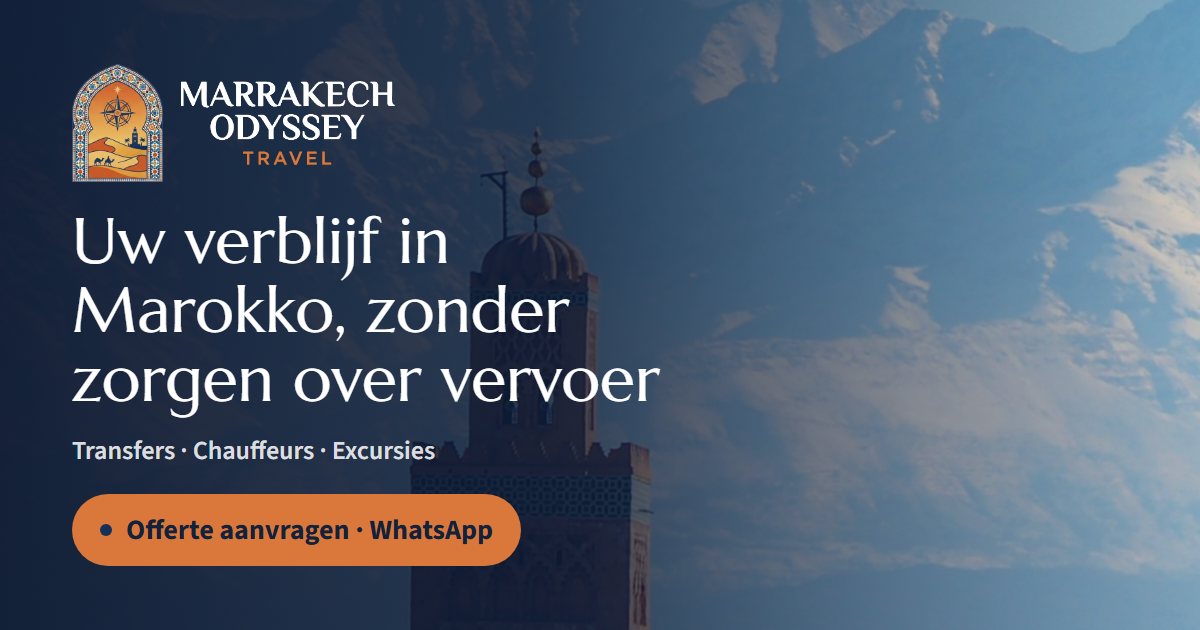 MARRAKECH
ODYSSEY
TRAVEL
Uw verblijf in
Marokko, zonder
zorgen over vervoer
Transfers · Chauffeurs · Excursies
Offerte aanvragen · WhatsApp